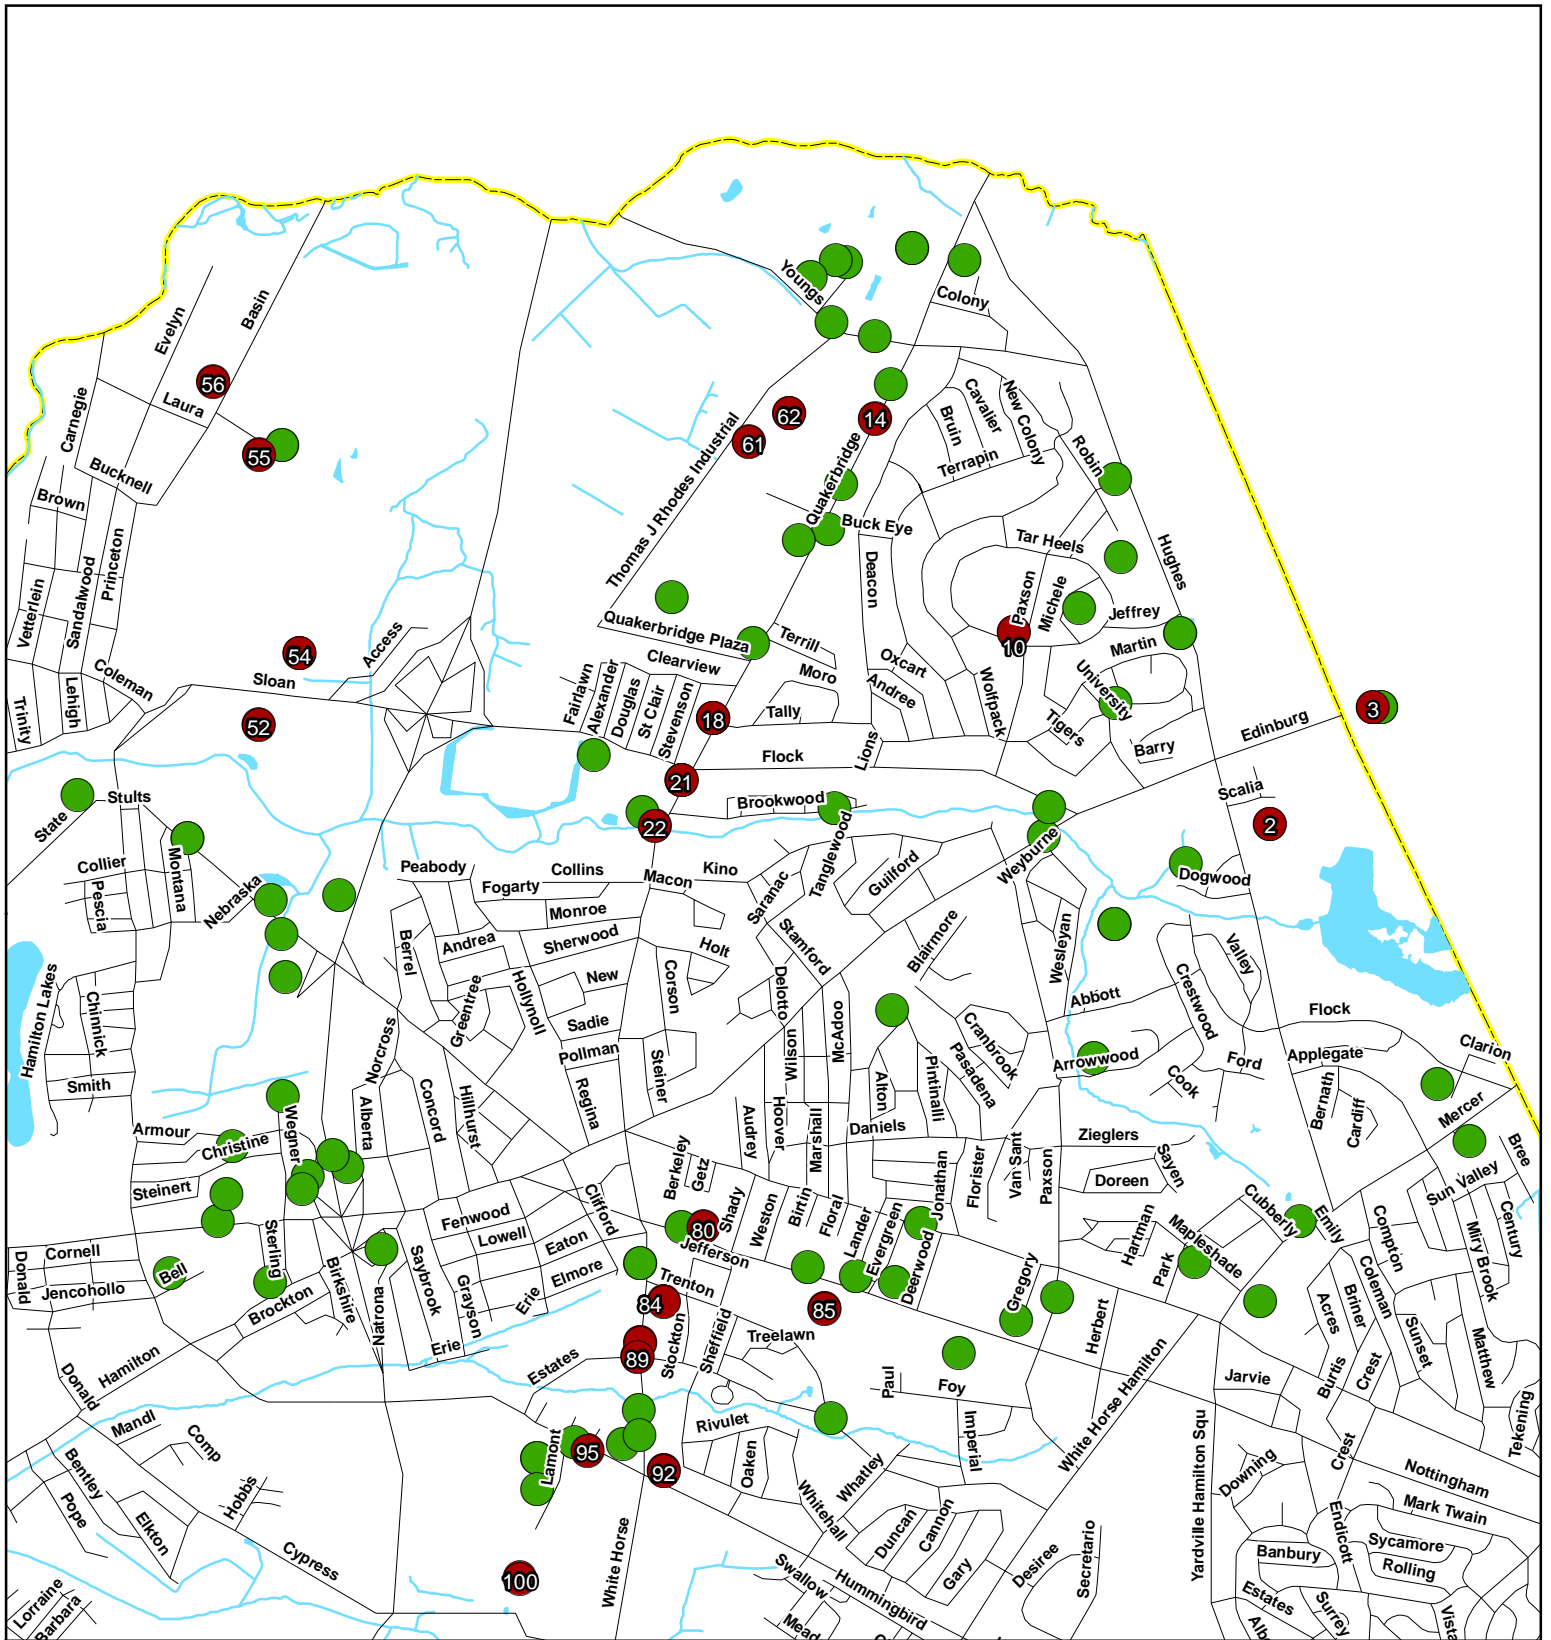 Youngs
Colony
Evelyn
Basin
56
Laura
Carnegie
55
Bucknell
Brown
62
61
14
Thomas J Rhodes Industrial
Quakerbridge
Bruin
Cavalier
New Colony
Terrapin
Robin
Buck Eye
Tar Heels
Hughes
Deacon
Vetterlein
Sandalwood
Princeton
Paxson
Michele
Jeffrey
10
Martin
54
Access
Quakerbridge Plaza
Terrill
Clearview
Moro
Oxcart
Andree
Wolfpack
University
Coleman
Sloan
Lehigh
Trinity
52
Fairlawn
Alexander
Douglas
St Clair
Stevenson
18
Tally
Tigers
Barry
Edinburg
3
Lions
Flock
21
Scalia
2
Stults
State
Brookwood
22
Tanglewood
Weyburne
Collier
Montana
Pescia
Nebraska
Peabody
Collins
Fogarty
Macon
Kino
Saranac
Guilford
Dogwood
Monroe
Berrel
Andrea
Sherwood
Holt
Stamford
Blairmore
Wesleyan
Valley
New
Corson
Delotto
Crestwood
Hamilton Lakes
Chinnick
Greentree
Hollynoll
Abbott
Flock
Sadie
Wilson
McAdoo
Cranbrook
Norcross
Pollman
Steiner
Pasadena
Arrowwood
Ford
Applegate
Clarion
Smith
Concord
Hilhurst
Regina
Alton
Pintinalli
Cook
Bernath
Cardiff
Mercer
Armour
Christine
Wegner
Alberta
Audrey
Hoover
Marshall
Daniels
Zieglers
Bree
Steinert
Berkeley
Getz
Jonathan
Florister
Van Sant
Paxson
Sayen
Doreen
Sun Valley
Sterling
Fenwood
Clifford
80
Shady
Weston
Birtin
Floral
Lander
Evergreen
Deerwood
Hartman
Cubberly
Emily
Compton
Miry Brook
Century
Cornell
Lowell
Eaton
Jefferson
Mapleshade
Park
Donald
Bell
Jencohollo
Saybrook
Grayson
Elmore
Erie
Trenton
84
85
Gregory
Coleman
Briner
Acres
Brockton
Birkshire
Natrona
Erie
89
Stockton
Sheffield
Treelawn
Herbert
White Horse Hamilton
Sunset
Matthew
Hamilton
Donald
Estates
Paul
Foy
Jarvie
Burtis
Crest
Mandl
Comp
Rivulet
Imperial
Tekening
Bentley
Lamont
95
92
Oaken
Whatley
Yardville Hamilton Squ
Crest
Downing
Nottingham
Pope
Hobbs
Elkton
Whitehall
Mark Twain
Duncan
Cannon
Endicott
Sycamore
Cypress
White Horse
Gary
Desiree
Secretario
Banbury
Rolling
100
Swallow
Hummingbird
Estates
Surrey
Lorraine
Barbara